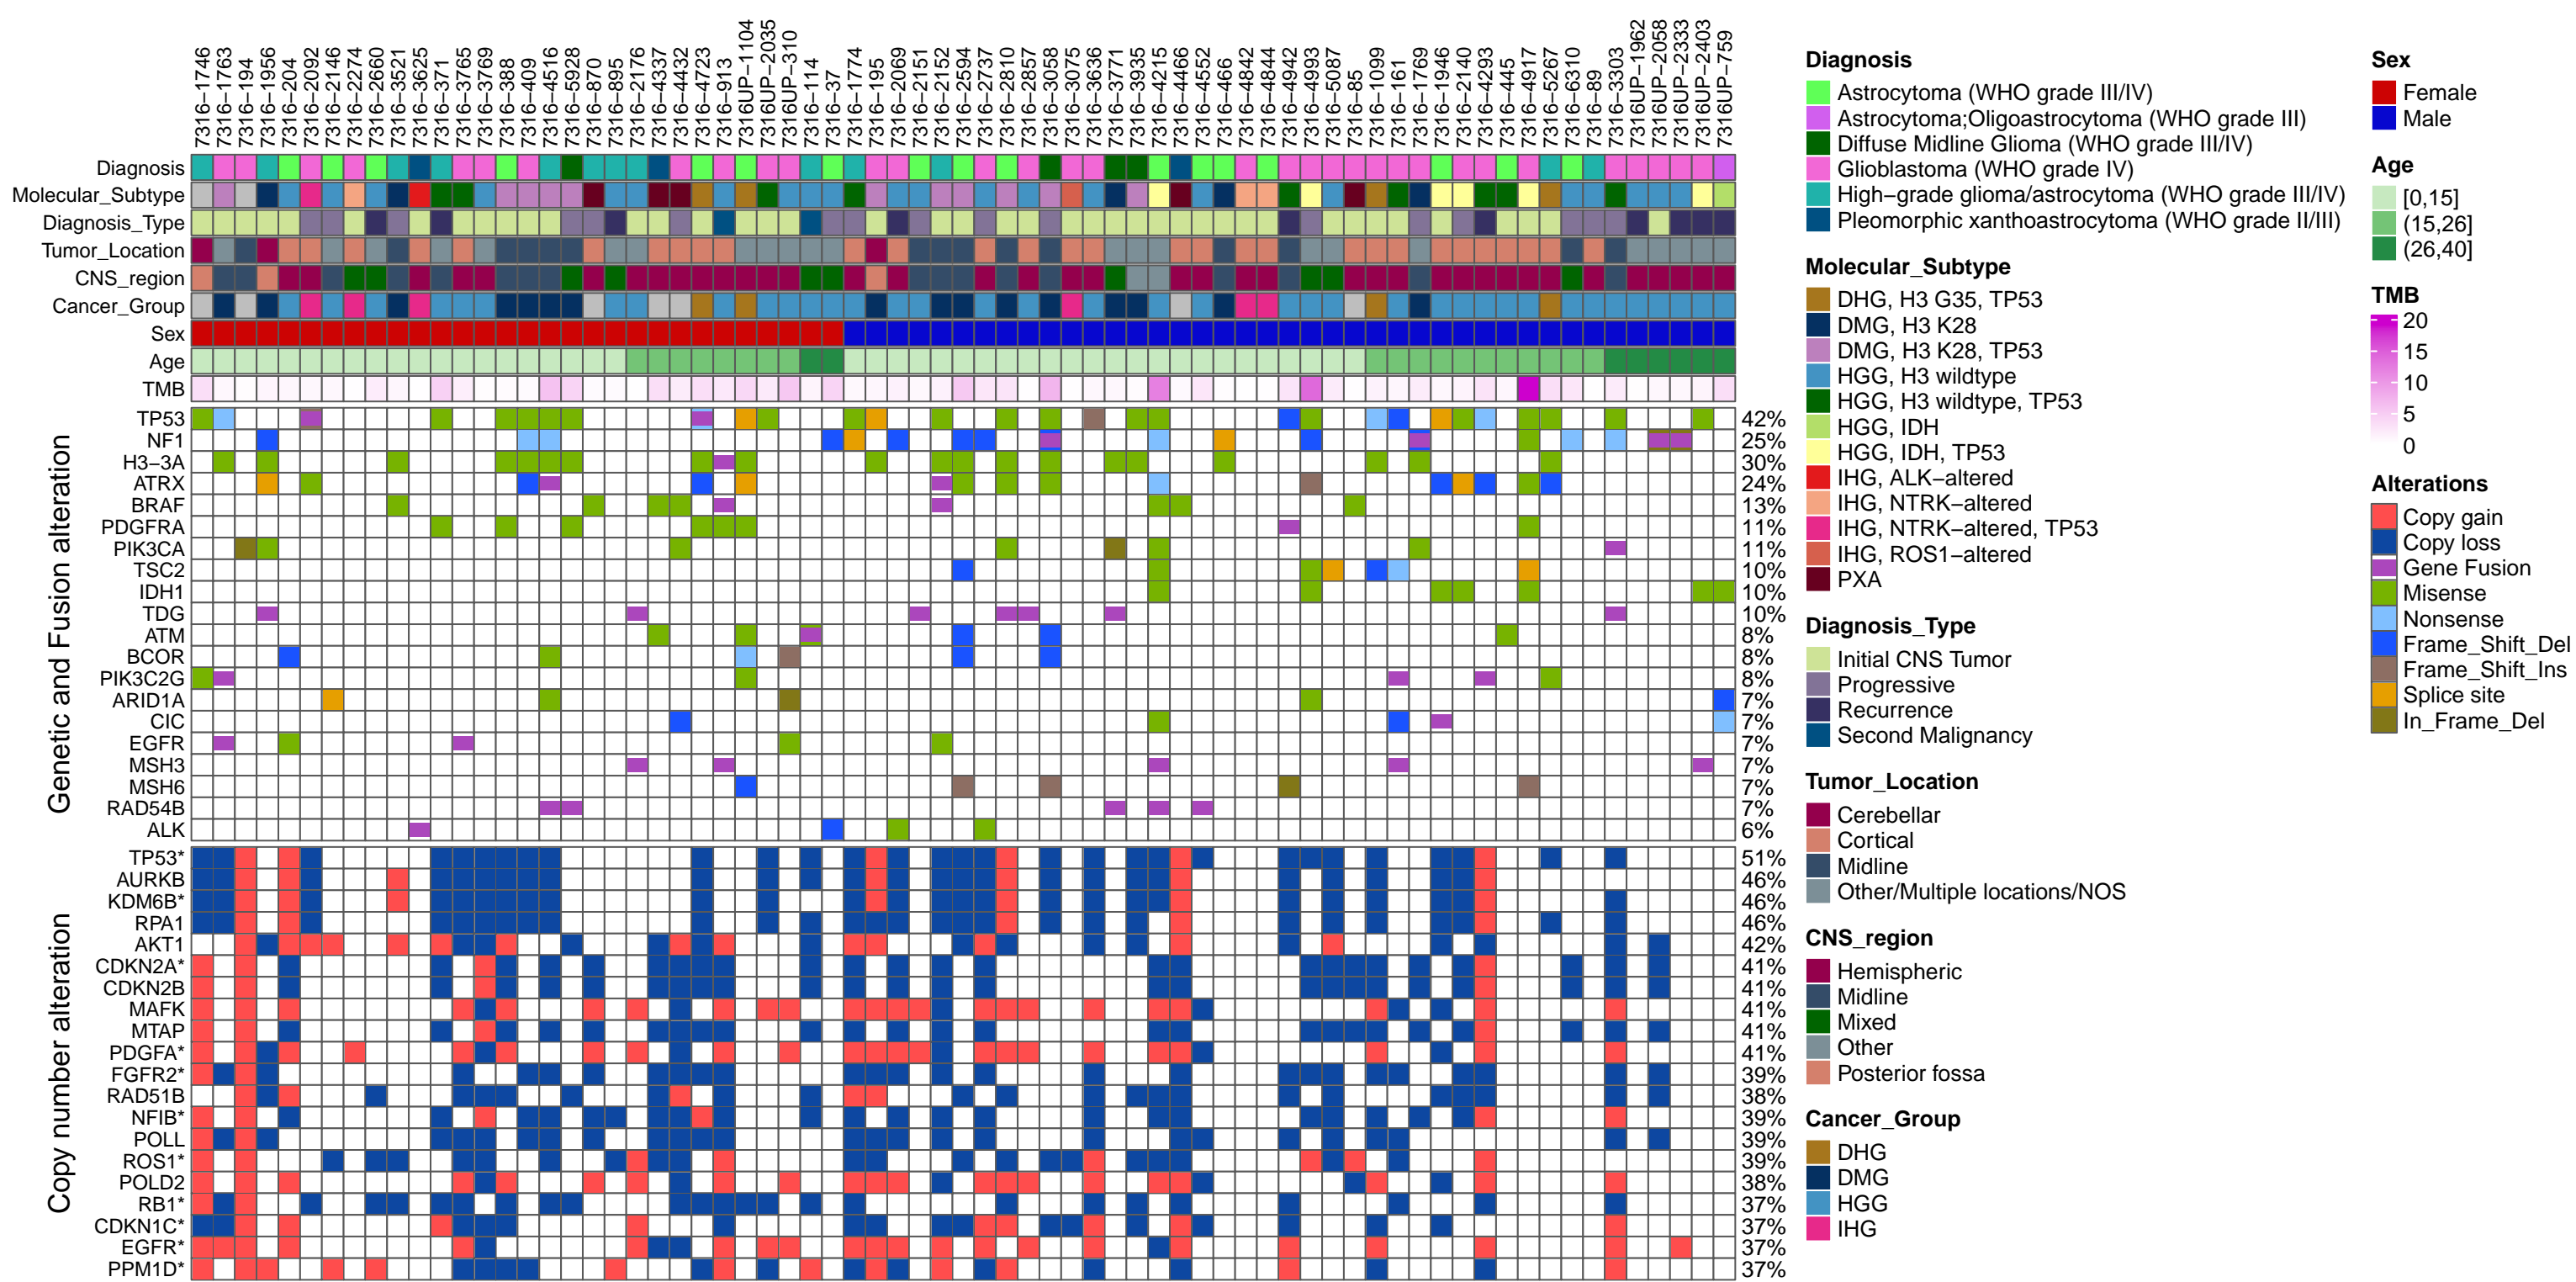 7316−1746
7316−1763
7316−194
7316−1956
7316−204
7316−2092
7316−2146
7316−2274
7316−2660
7316−3521
7316−3625
7316−371
7316−3765
7316−3769
7316−388
7316−409
7316−4516
7316−5928
7316−870
7316−895
7316−2176
7316−4337
7316−4432
7316−4723
7316−913
7316UP−1104
7316UP−2035
7316UP−310
7316−114
7316−37
7316−1774
7316−195
7316−2069
7316−2151
7316−2152
7316−2594
7316−2737
7316−2810
7316−2857
7316−3058
7316−3075
7316−3636
7316−3771
7316−3935
7316−4215
7316−4466
7316−4552
7316−466
7316−4842
7316−4844
7316−4942
7316−4993
7316−5087
7316−85
7316−1099
7316−161
7316−1769
7316−1946
7316−2140
7316−4293
7316−445
7316−4917
7316−5267
7316−6310
7316−89
7316−3303
7316UP−1962
7316UP−2058
7316UP−2333
7316UP−2403
7316UP−759
Diagnosis
Molecular_Subtype
Diagnosis_Type
Tumor_Location
CNS_region
Cancer_Group
Sex
Age
TMB
Genetic and Fusion alteration
TP53 42%
NF1 25%
H3−3A 30%
ATRX 24%
BRAF 13%
PDGFRA 11%
PIK3CA 11%
TSC2 10%
IDH1 10%
TDG 10%
ATM 8%
BCOR 8%
PIK3C2G 8%
ARID1A 7%
CIC 7%
EGFR 7%
MSH3 7%
MSH6 7%
RAD54B 7%
ALK 6%
Copy number alteration
TP53* 51%
AURKB 46%
KDM6B* 46%
RPA1 46%
AKT1 42%
CDKN2A* 41%
CDKN2B 41%
MAFK 41%
MTAP 41%
PDGFA* 41%
FGFR2* 39%
RAD51B 38%
NFIB* 39%
POLL 39%
ROS1* 39%
POLD2 38%
RB1* 37%
CDKN1C* 37%
EGFR* 37%
PPM1D* 37%
Diagnosis
Astrocytoma (WHO grade III/IV)
Astrocytoma;Oligoastrocytoma (WHO grade III)
Diffuse Midline Glioma (WHO grade III/IV)
Glioblastoma (WHO grade IV)
High−grade glioma/astrocytoma (WHO grade III/IV)
Pleomorphic xanthoastrocytoma (WHO grade II/III)
Molecular_Subtype
DHG, H3 G35, TP53
DMG, H3 K28
DMG, H3 K28, TP53
HGG, H3 wildtype
HGG, H3 wildtype, TP53
HGG, IDH
HGG, IDH, TP53
IHG, ALK−altered
IHG, NTRK−altered
IHG, NTRK−altered, TP53
IHG, ROS1−altered
PXA
Diagnosis_Type
Initial CNS Tumor
Progressive
Recurrence
Second Malignancy
Tumor_Location
Cerebellar
Cortical
Midline
Other/Multiple locations/NOS
CNS_region
Hemispheric
Midline
Mixed
Other
Posterior fossa
Cancer_Group
DHG
DMG
HGG
IHG
Sex
Female
Male
Age
[0,15]
(15,26]
(26,40]
TMB
20
15
10
5
0
Alterations
Copy gain
Copy loss
Gene Fusion
Misense
Nonsense
Frame_Shift_Del
Frame_Shift_Ins
Splice site
In_Frame_Del